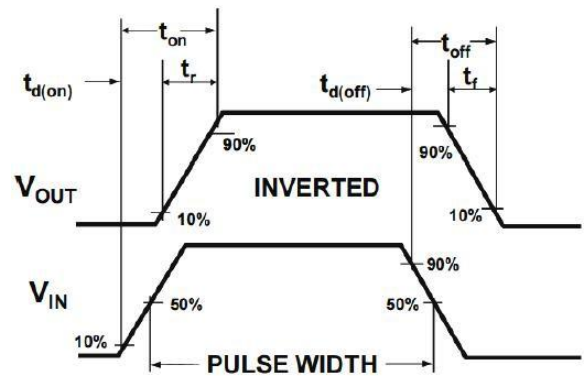 t_on t_off
t_d(on) t_r t_d(off) t_f
90% 90%
V_OUT INVERTED
10% 10%
90%
V_IN 50% 50%
10%
PULSE WIDTH